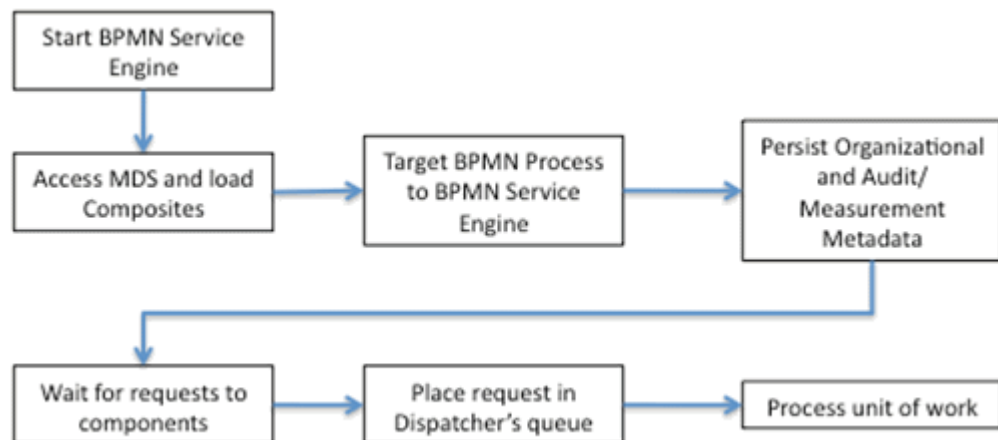 Start BPMN Service
Engine
Access MDS and load
Composites
Target BPMN Process
to BPMN Service
Engine
Persist Organizational
and Audit/
Measurement
Metadata
Wait for requests to
components
Place request in
Dispatcher's queue
Process unit of work